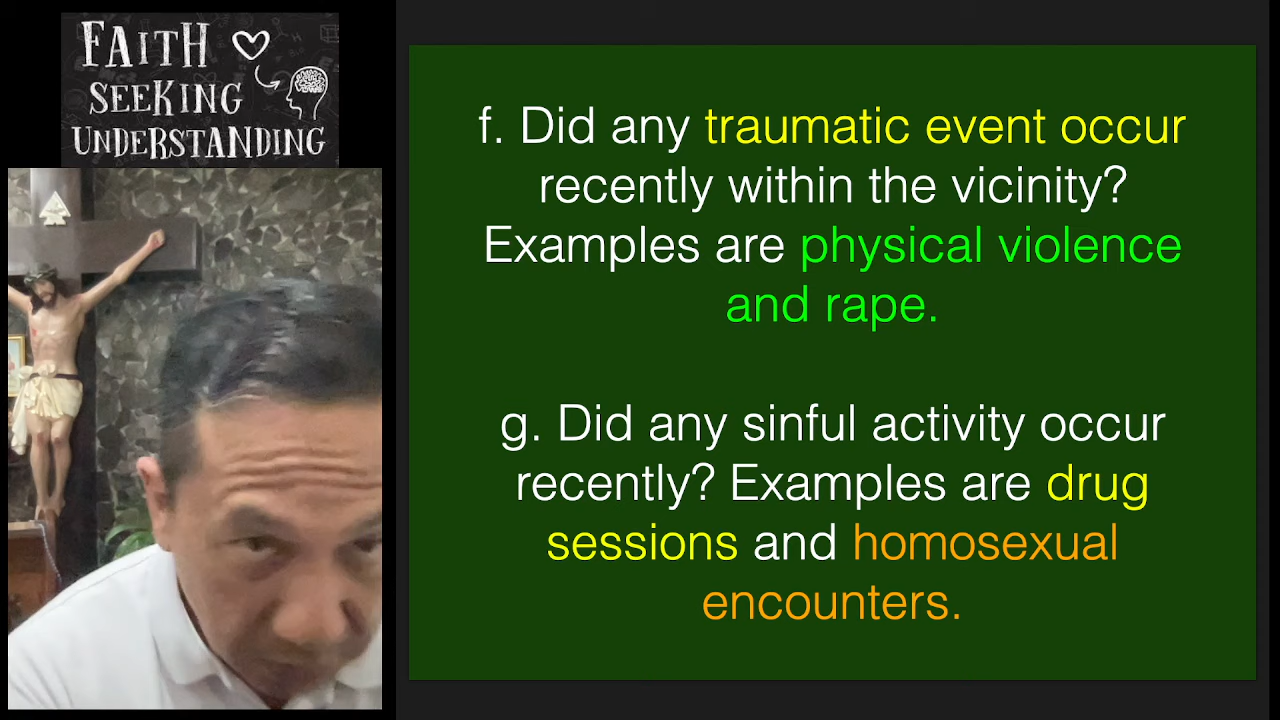 FAITH
SEEKING
UNDERSTANDING
f. Did any traumatic event occur
recently within the vicinity?
Examples are physical violence
and rape.
g. Did any sinful activity occur
recently? Examples are drug
sessions and homosexual
encounters.